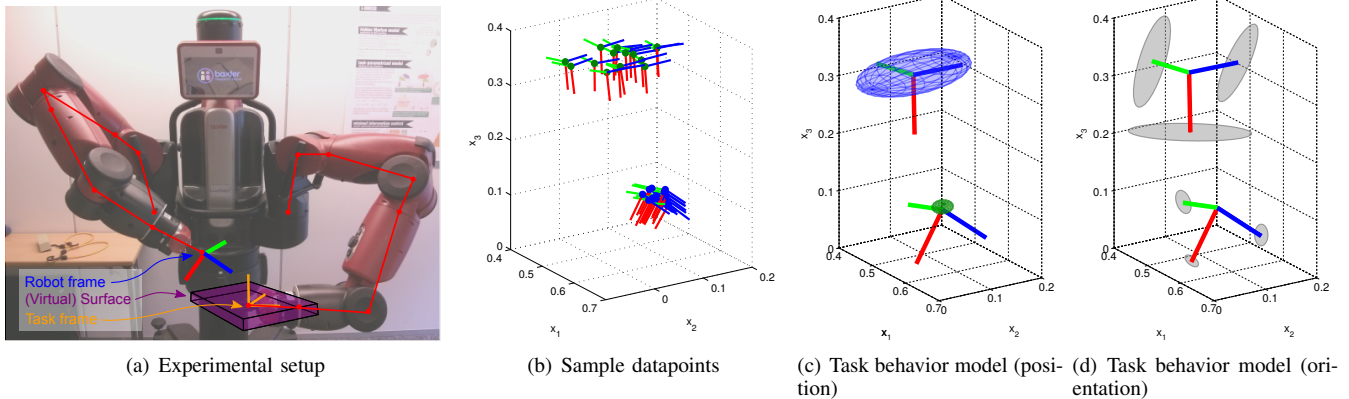 baxter
Robot frame
(Virtual) Surface
Task frame
(a) Experimental setup
0.4
0.3
0.2
0.1
0
x3
0.4
0.5
0.6
0.7
x1
0
0.1
0.2
x2
(b) Sample datapoints
0.4
0.3
0.2
0.1
0
x3
0.4
0.5
0.6
0.70
x1
0.1
0.2
x2
(c) Task behavior model (posi-
tion)
0.4
0.3
0.2
0.1
0
x3
0.4
0.5
0.6
0.70
x1
0.1
0.2
x2
(d) Task behavior model (ori-
entation)